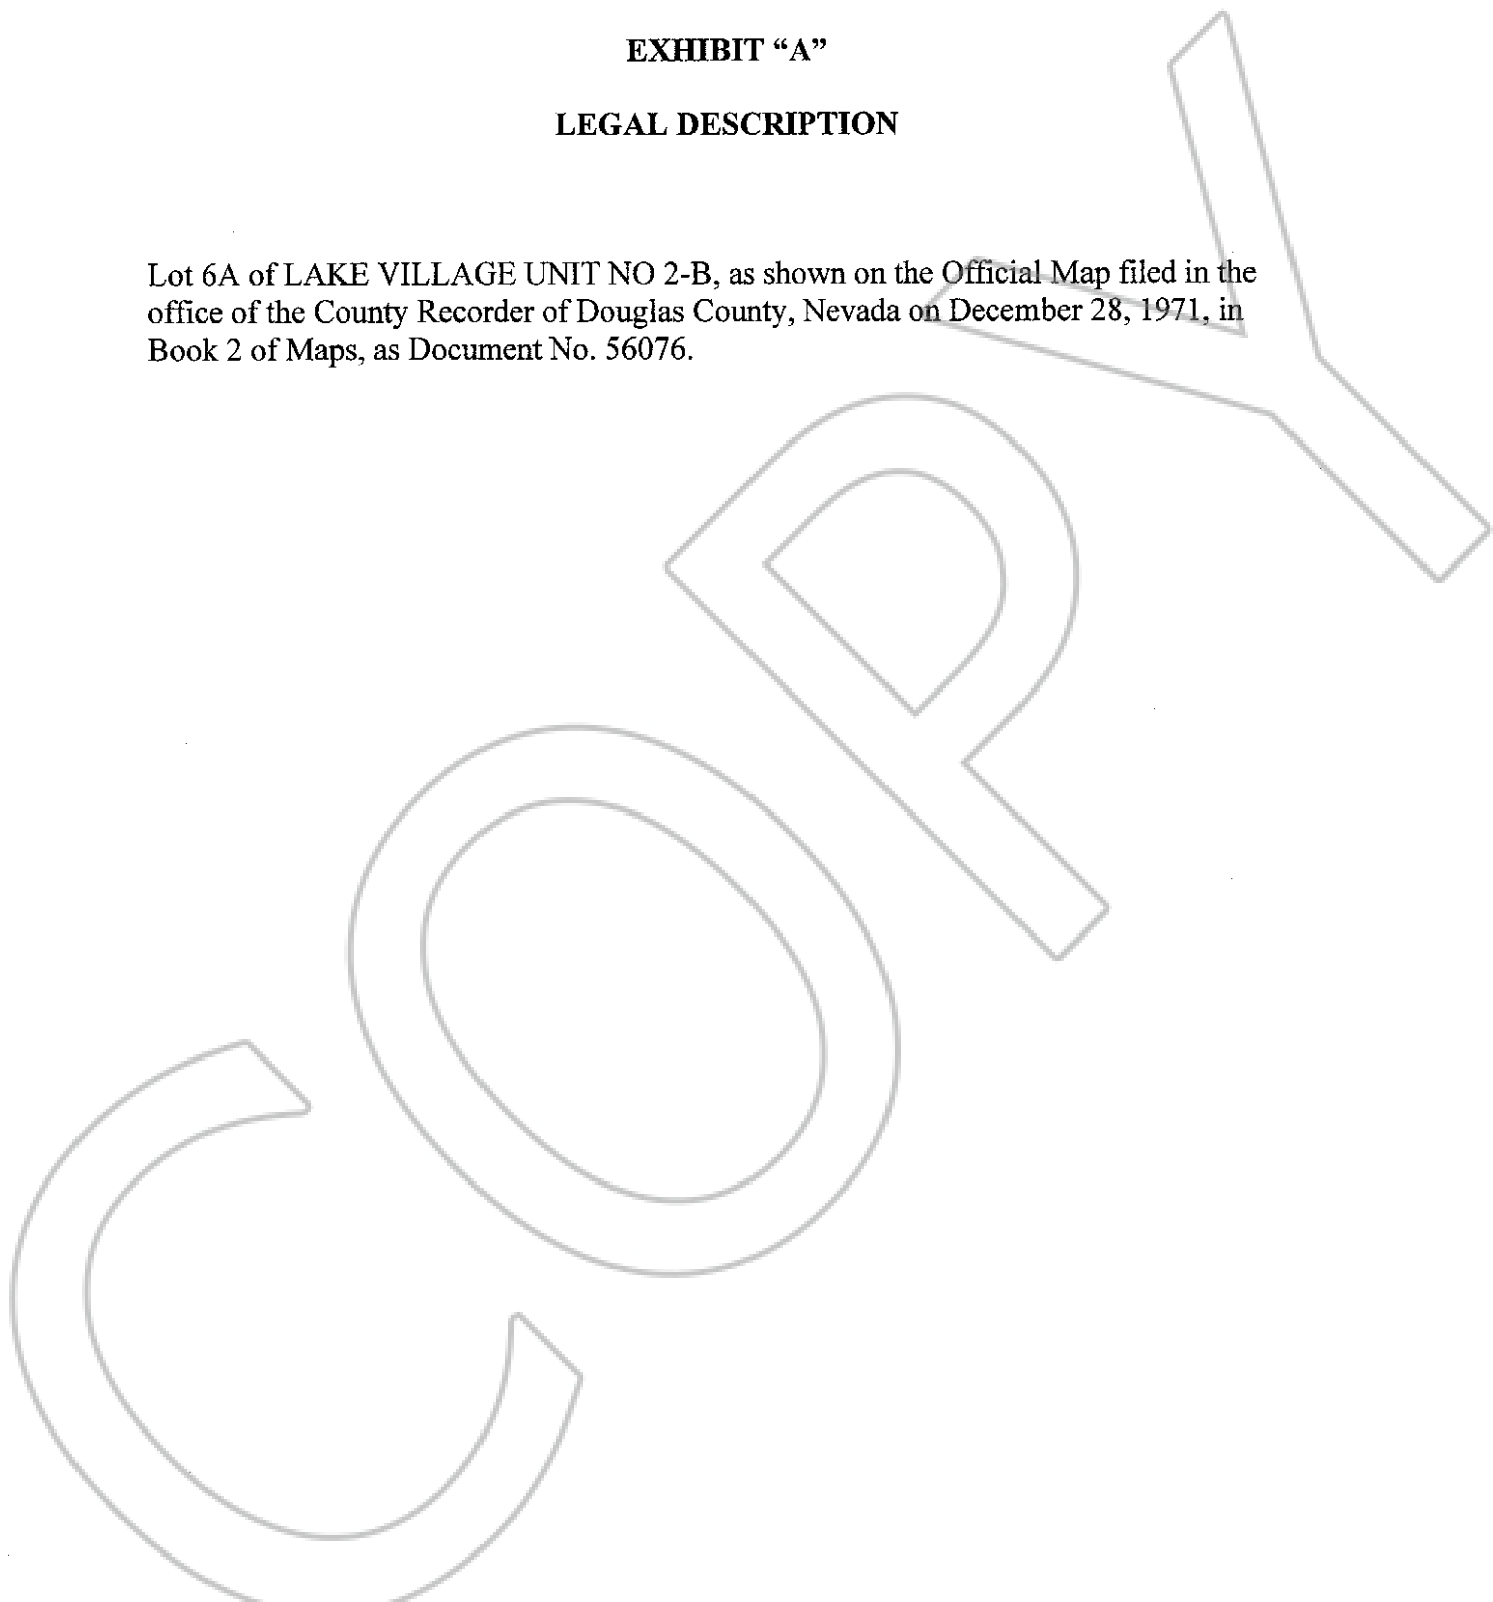 EXHIBIT “A”
LEGAL DESCRIPTION
Lot 6A of LAKE VILLAGE UNIT NO 2-B, as shown on the Official Map filed in the
office of the County Recorder of Douglas County, Nevada on December 28, 1971, in
Book 2 of Maps, as Document No. 56076.
COPY